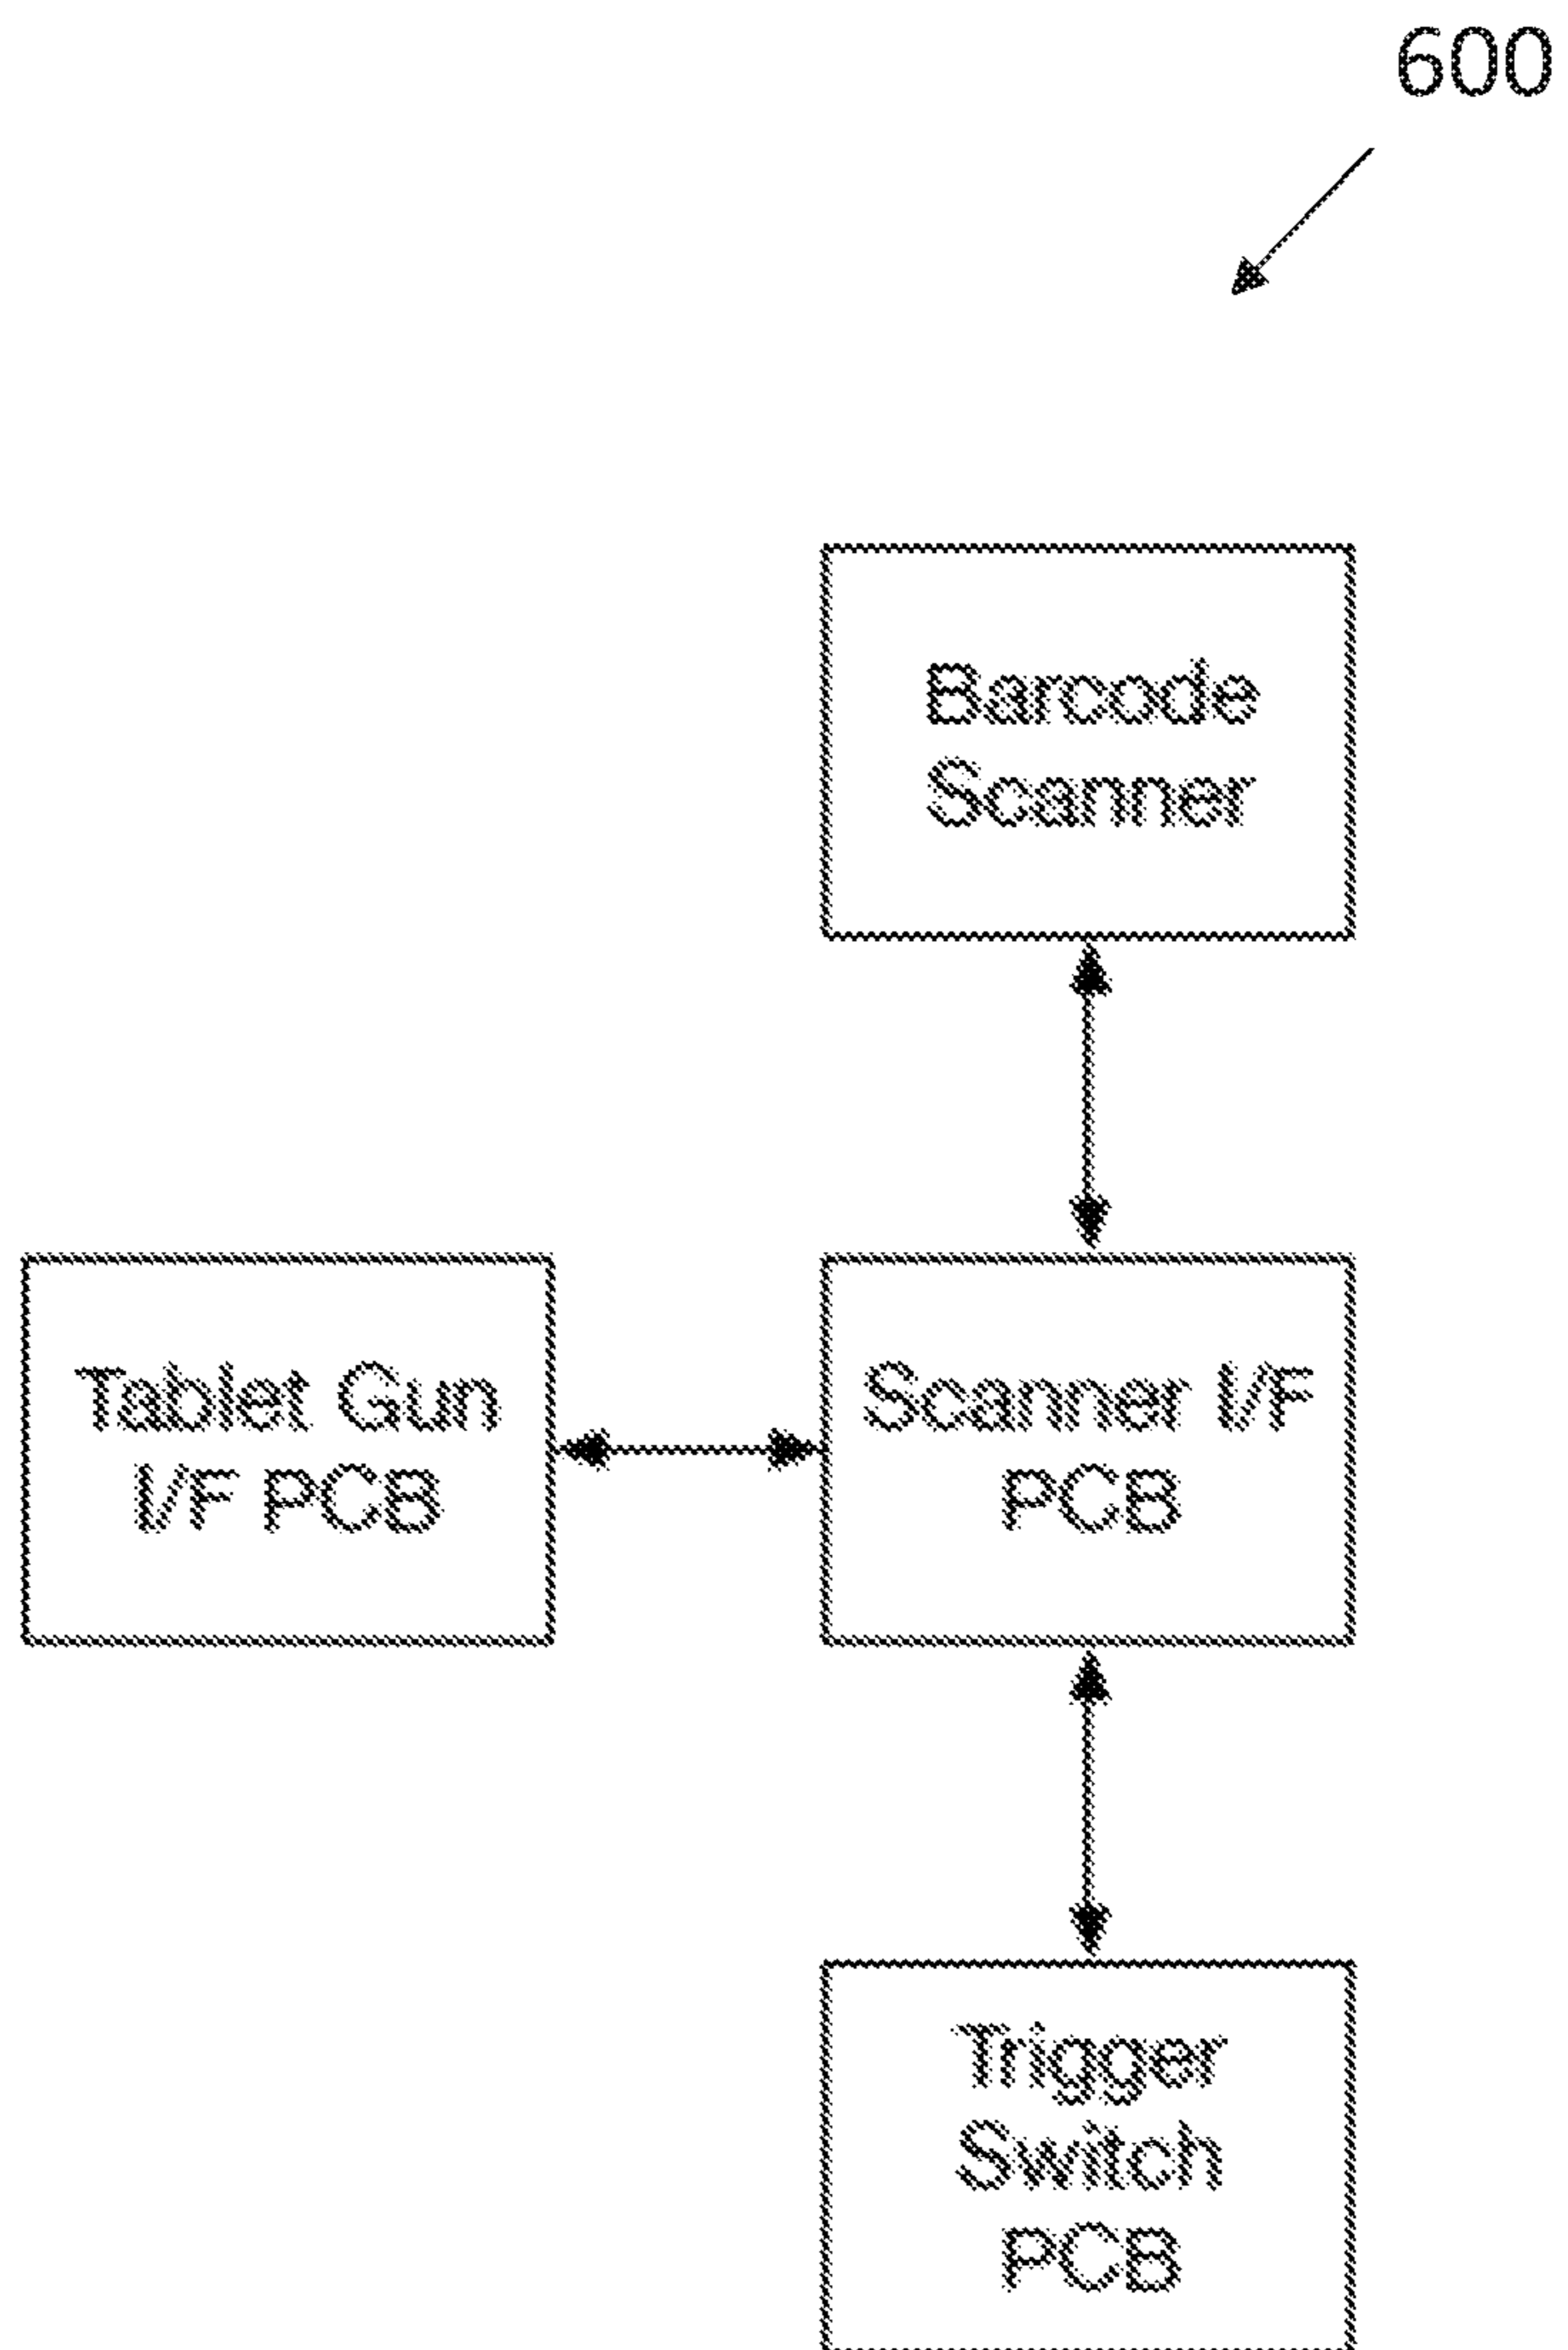 600
Barcode
Scanner
Tablet Gun
I/F PCB
Scanner I/F
PCB
Trigger
Switch
PCB